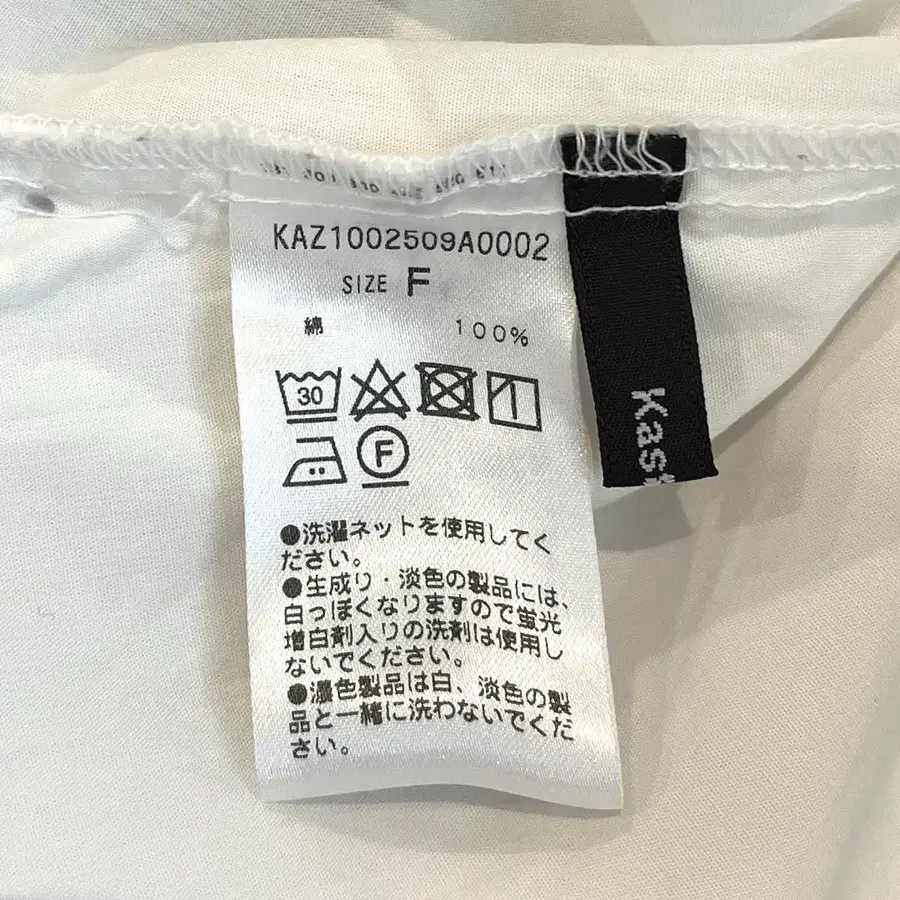 KAZ1002509A0002
SIZE F
綿 100%
30
F
●洗濯ネットを使用してく
ださい。
●生成り・淡色の製品には、
白っぽくなりますので蛍光
増白剤入りの洗剤は使用し
ないでください。
●濃色製品は白、淡色の製
品と一緒に洗わないでくだ
さい。